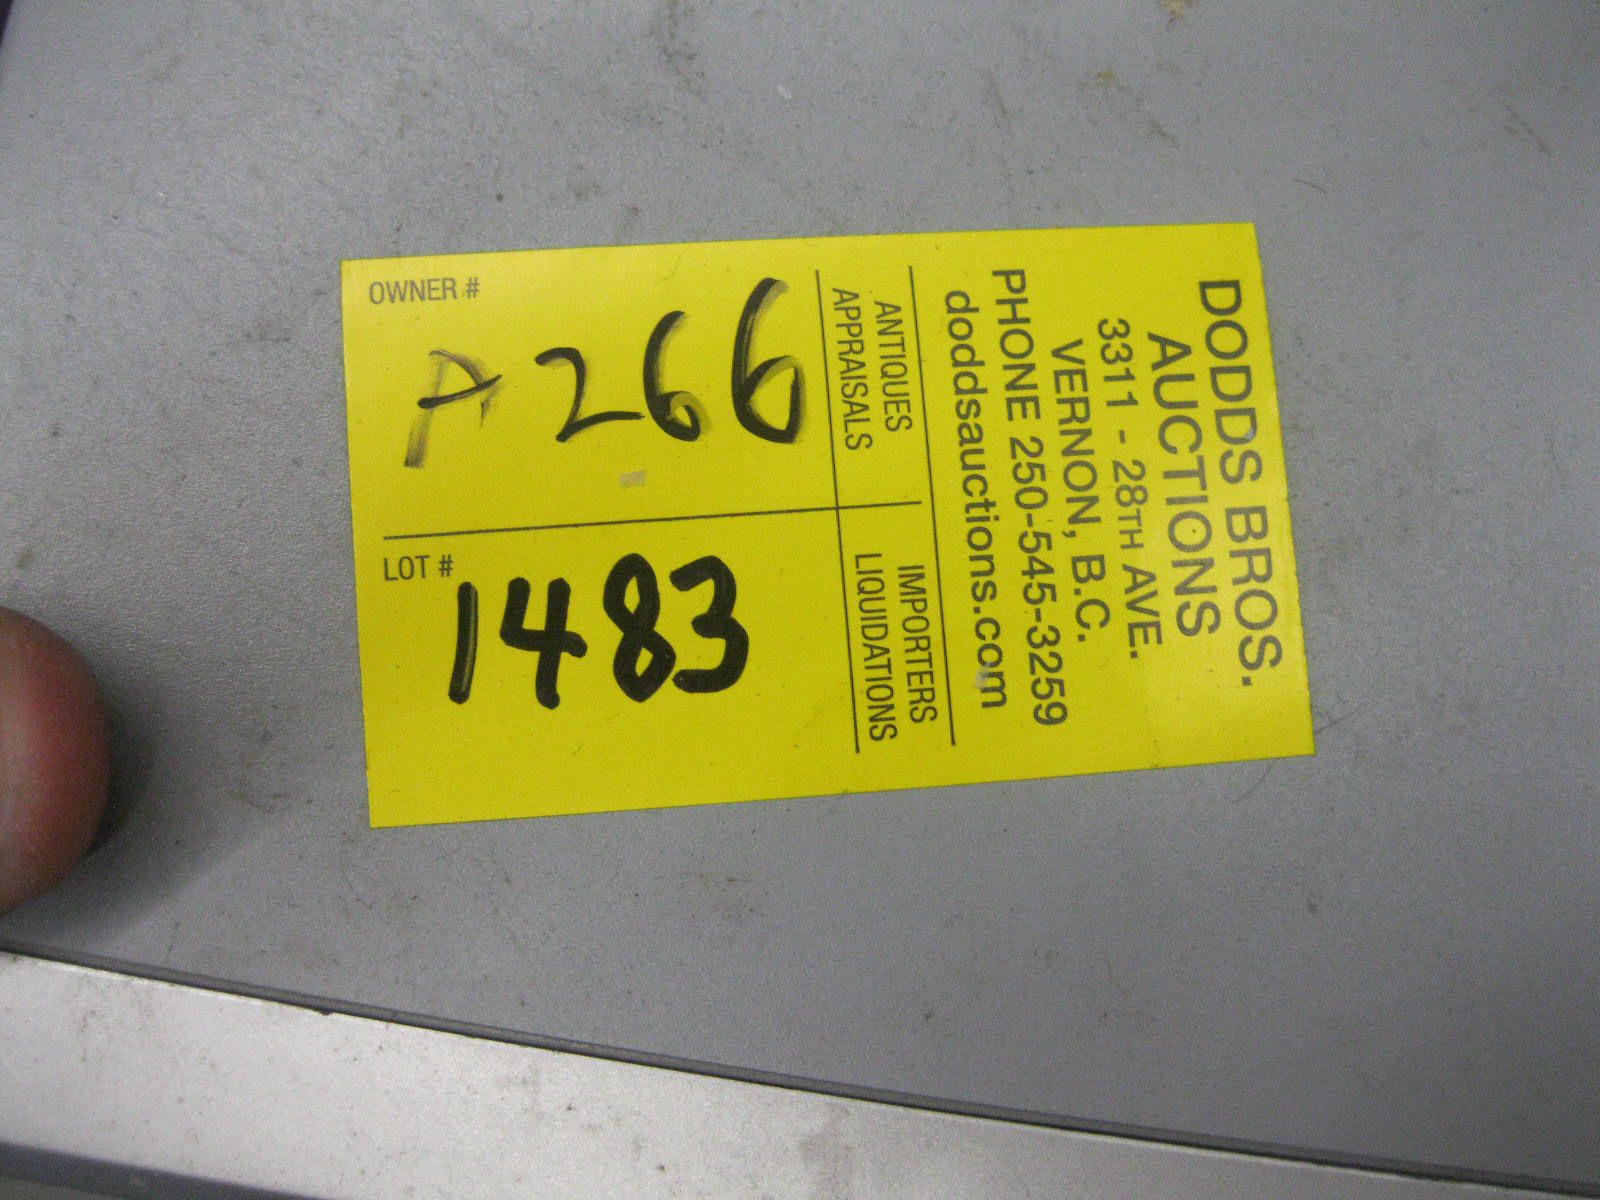 DODDS BROS.
AUCTIONS
3311 - 28TH AVE.
VERNON, B.C.
PHONE 250-545-3259
doddsauctions.com
ANTIQUES
APPRAISALS
IMPORTERS
LIQUIDATIONS
OWNER #
A266
LOT #
1483